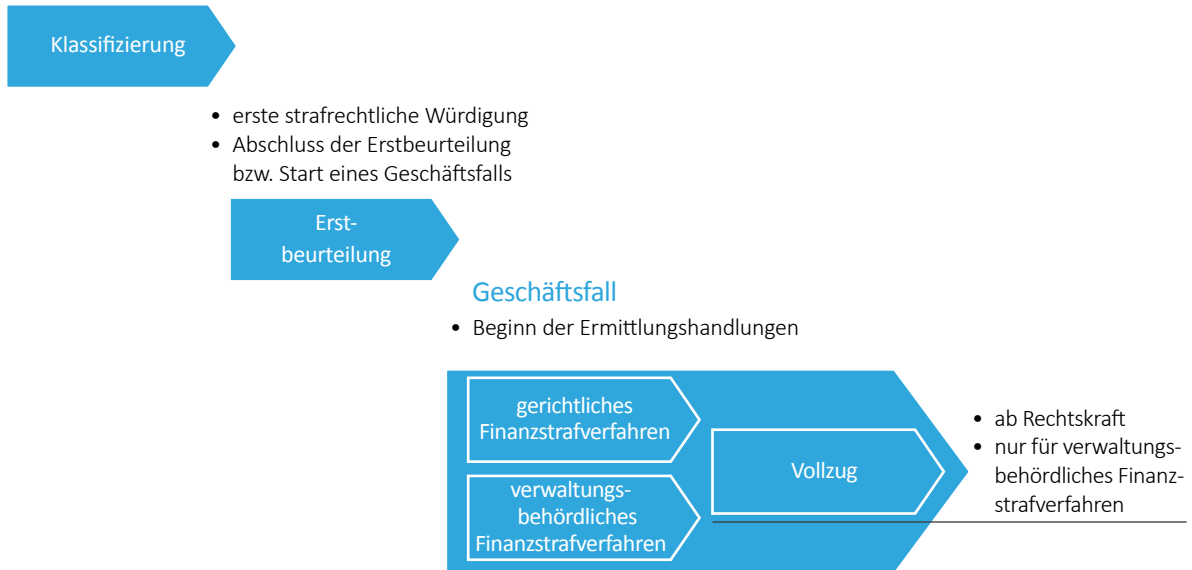 Klassifizierung
• erste strafrechtliche Würdigung
• Abschluss der Erstbeurteilung
bzw. Start eines Geschäftsfalls
Erst-
beurteilung
Geschäftsfall
• Beginn der Ermittlungshandlungen
gerichtliches
Finanzstrafverfahren
verwaltungs-
behördliches
Finanzstrafverfahren
Vollzug
• ab Rechtskraft
• nur für verwaltungs-
behördliches Finanz-
strafverfahren